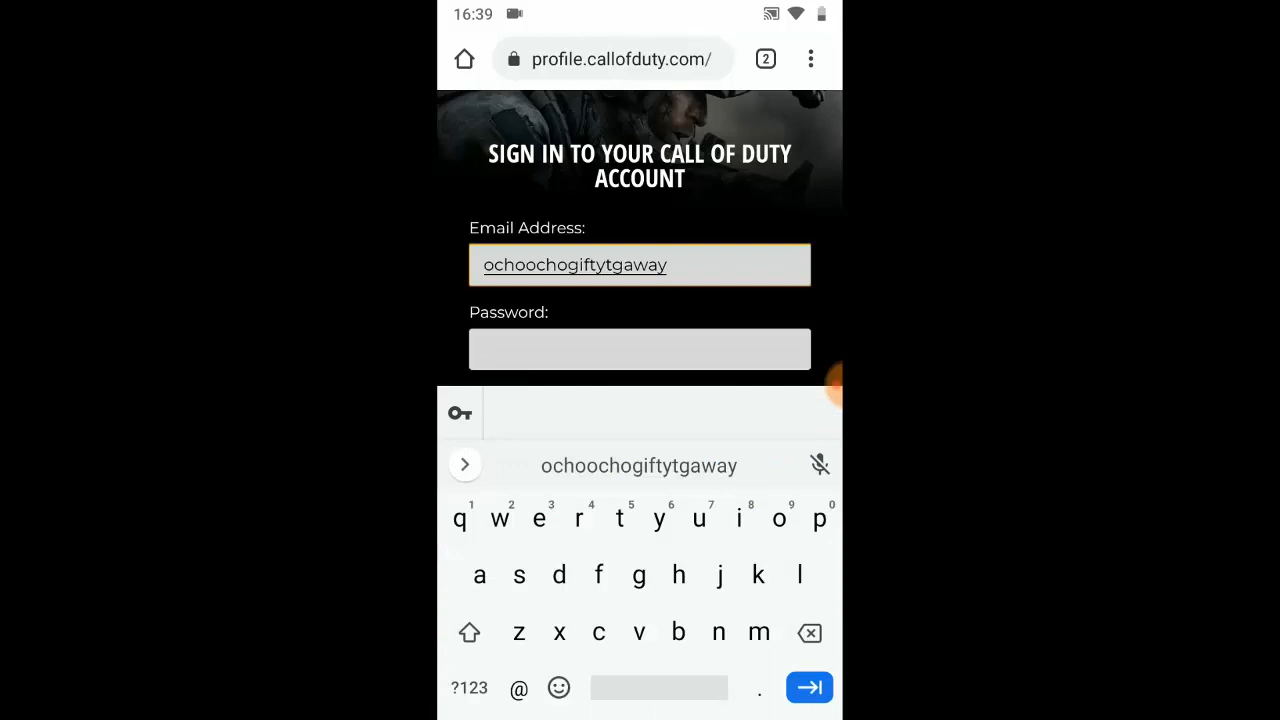 16:39
profile.callofduty.com/
2
SIGN IN TO YOUR CALL OF DUTY
ACCOUNT
Email Address:
ochoochogiftytgaway
Password:
ochoochogiftytgaway
1 2 3 4 5 6 7 8 9 0
q w e r t y u i o p
a s d f g h j k l
z x c v b n m
?123 @ .